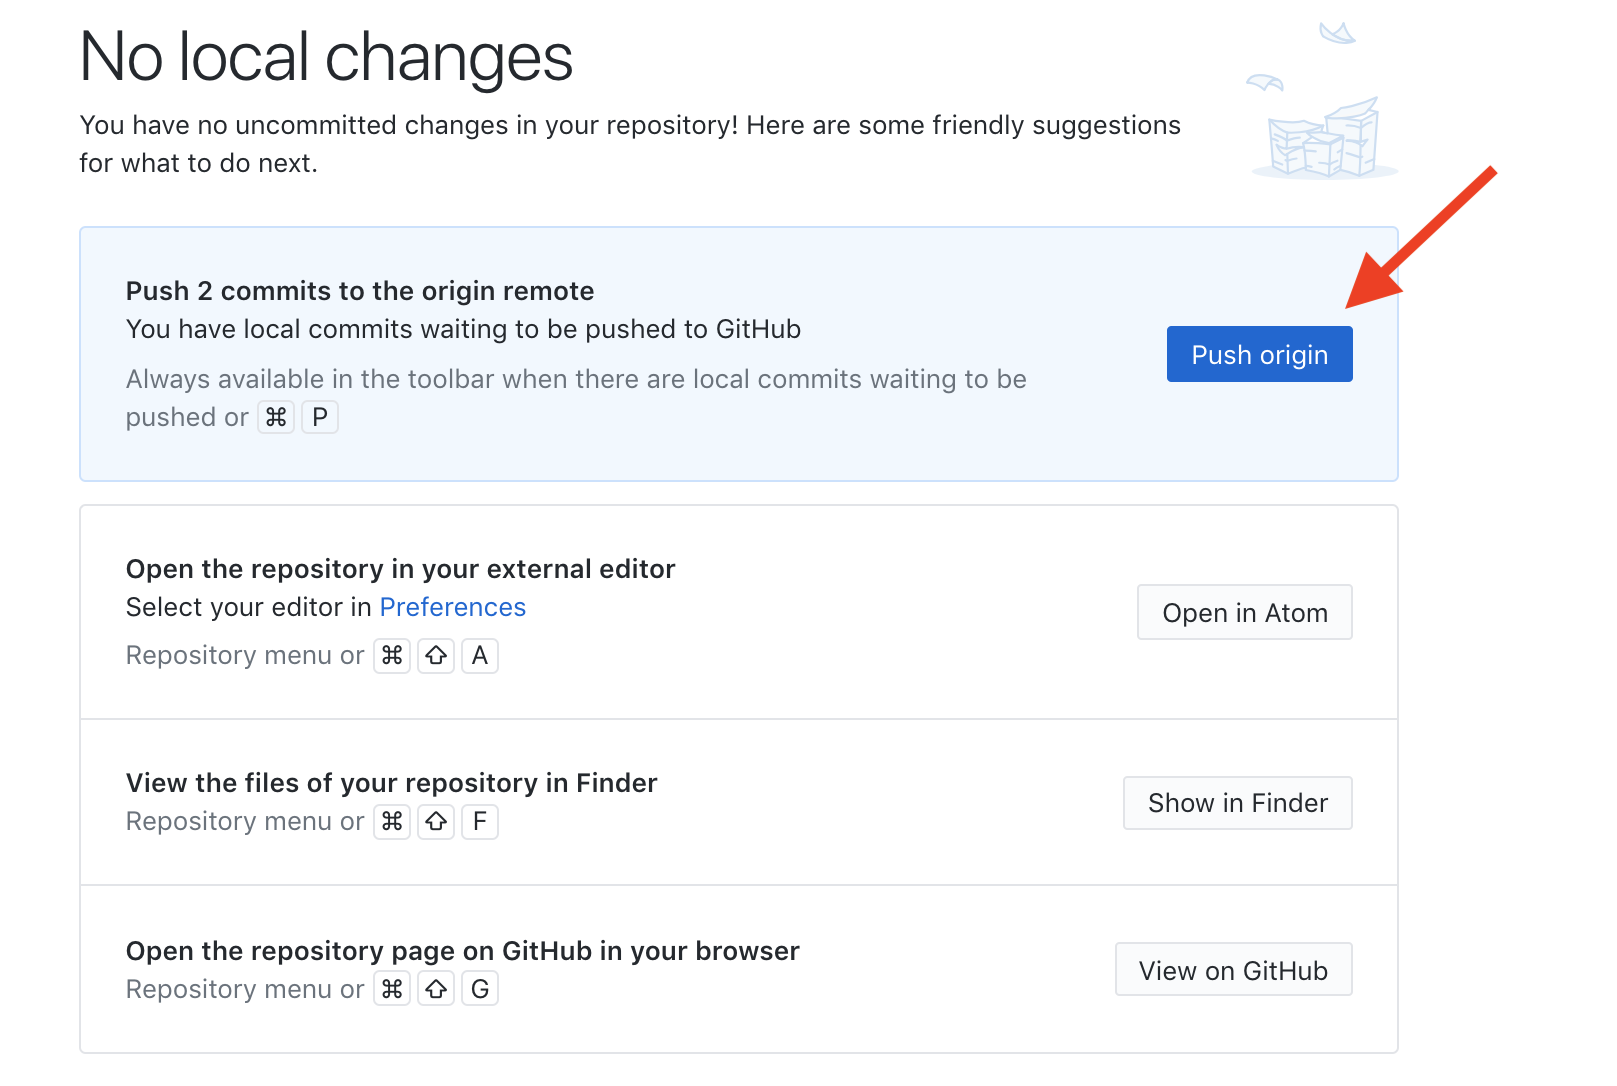 No local changes
You have no uncommitted changes in your repository! Here are some friendly suggestions
for what to do next.
Push 2 commits to the origin remote
You have local commits waiting to be pushed to GitHub
Always available in the toolbar when there are local commits waiting to be
pushed or ⌘ P
Push origin
Open the repository in your external editor
Select your editor in Preferences
Repository menu or ⌘ ⇧ A
Open in Atom
View the files of your repository in Finder
Repository menu or ⌘ ⇧ F
Show in Finder
Open the repository page on GitHub in your browser
Repository menu or ⌘ ⇧ G
View on GitHub